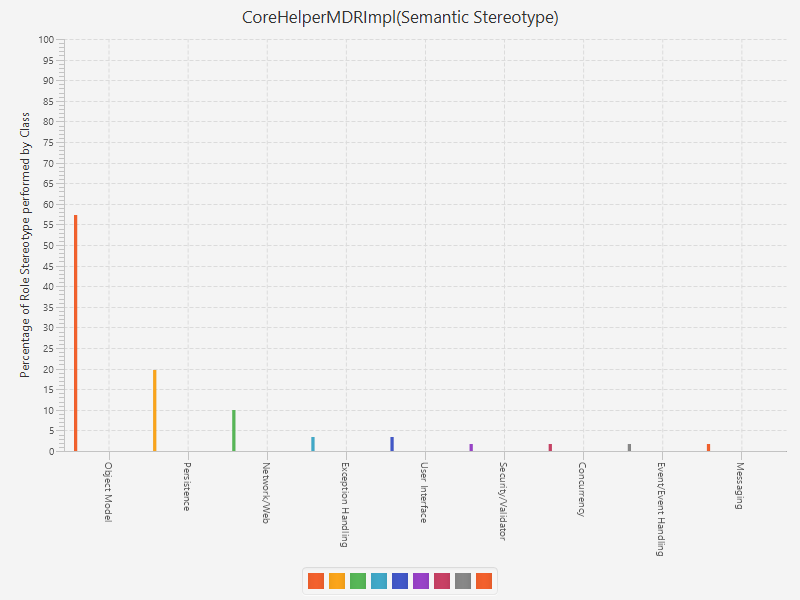 CoreHelperMDRImpl(Semantic Stereotype)
Percentage of Role Stereotype performed by Class
100
95
90
85
80
75
70
65
60
55
50
45
40
35
30
25
20
15
10
5
0
Object Model
Persistence
Network/Web
Exception Handling
User Interface
Security/Validator
Concurrency
Event/Event Handling
Messaging